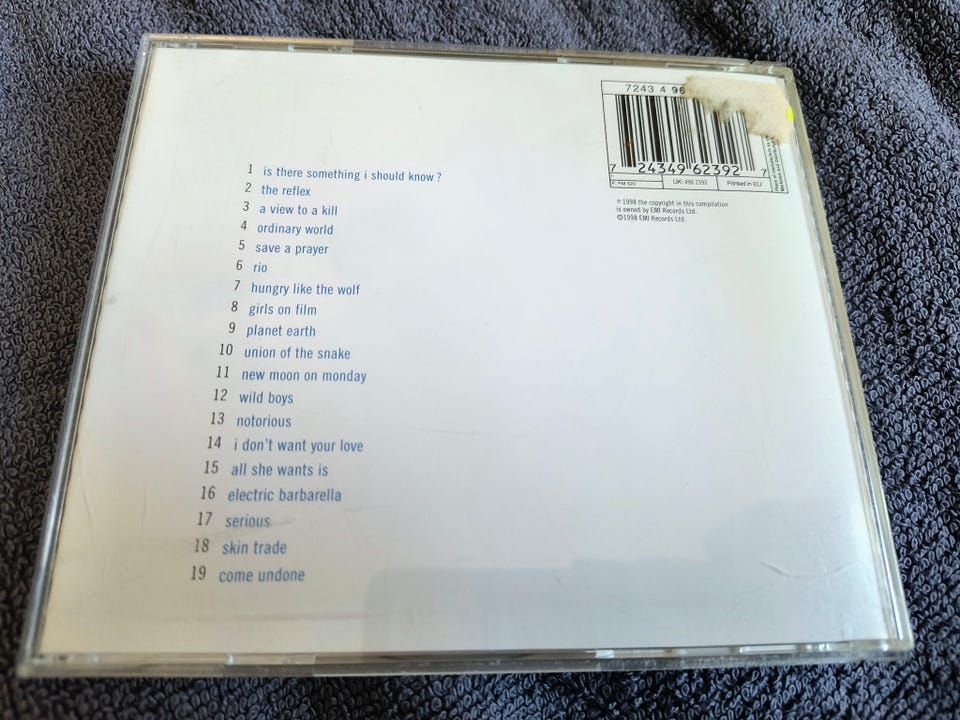 7243 4 96
7 24349 62392 7
F: PM 520
UK: 496 2392
Printed in EU
℗ 1998 the copyright in this compilation
is owned by EMI Records Ltd.
©1998 EMI Records Ltd.
1 is there something i should know?
2 the reflex
3 a view to a kill
4 ordinary world
5 save a prayer
6 rio
7 hungry like the wolf
8 girls on film
9 planet earth
10 union of the snake
11 new moon on monday
12 wild boys
13 notorious
14 i don't want your love
15 all she wants is
16 electric barbarella
17 serious
18 skin trade
19 come undone